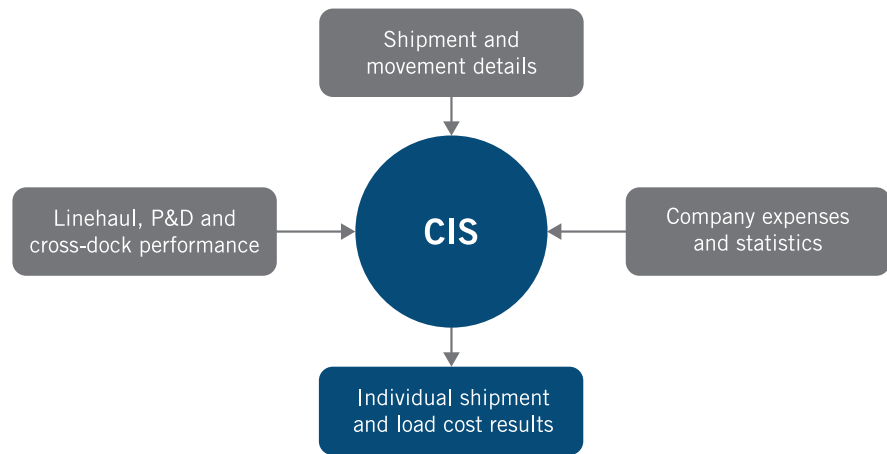 Shipment and
movement details
Linehaul, P&D and
cross-dock performance
CIS
Company expenses
and statistics
Individual shipment
and load cost results